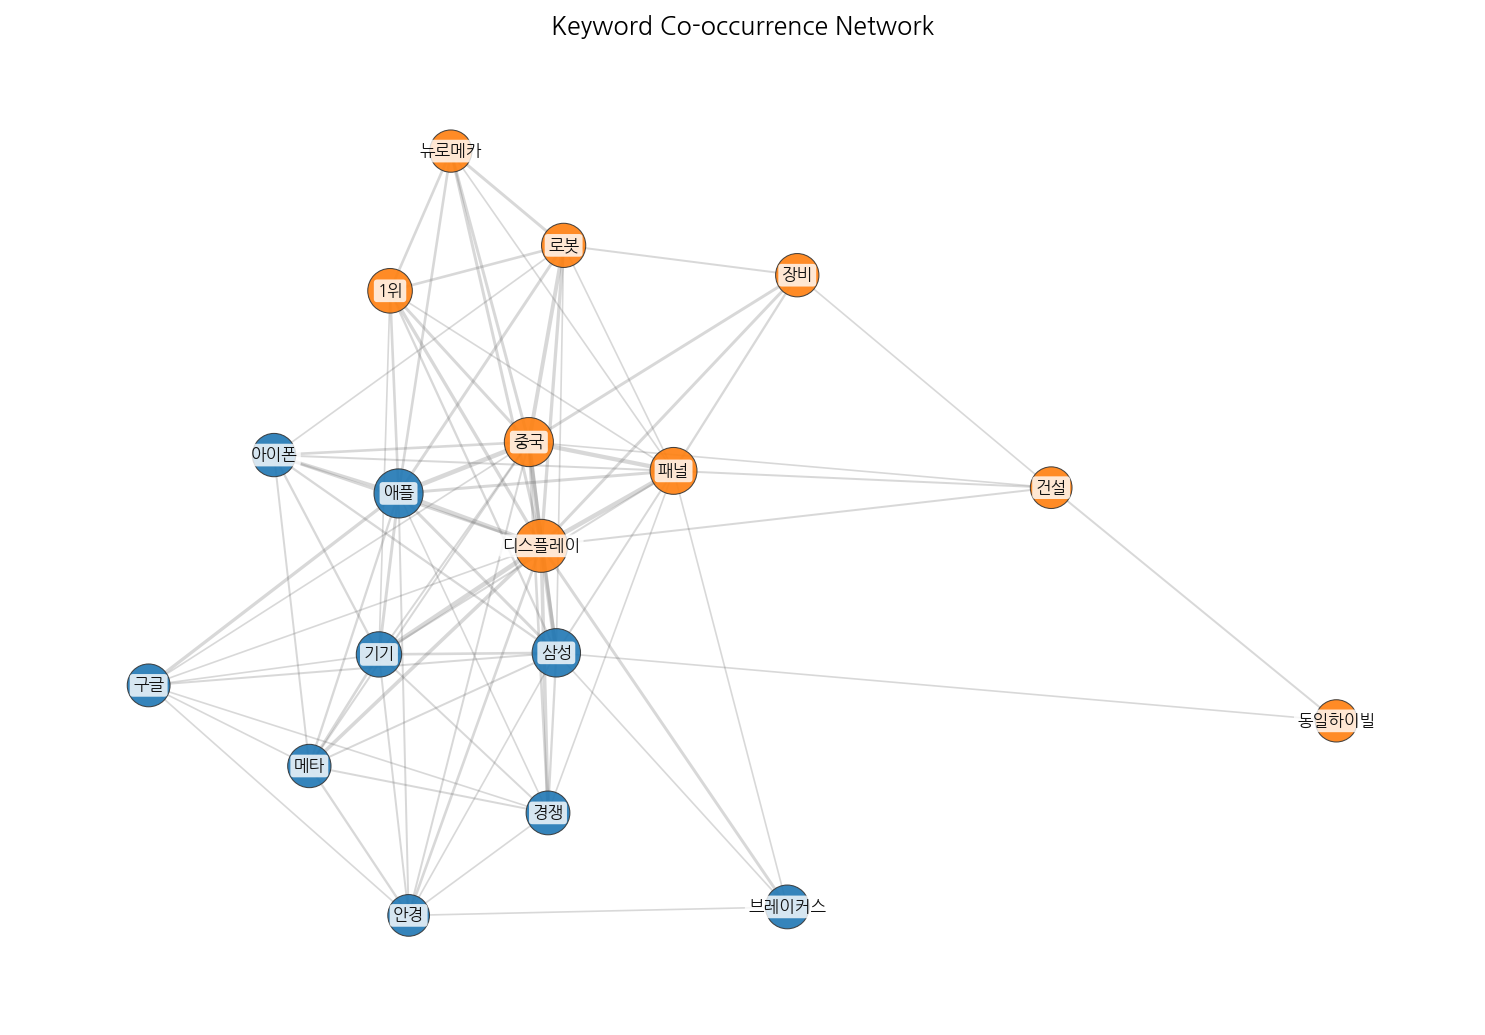 Keyword Co-occurrence Network
뉴로메카
로봇
장비
1위
중국
아이폰
패널
건설
애플
디스플레이
기기
삼성
구글
동일하이빌
메타
경쟁
브레이커스
안경